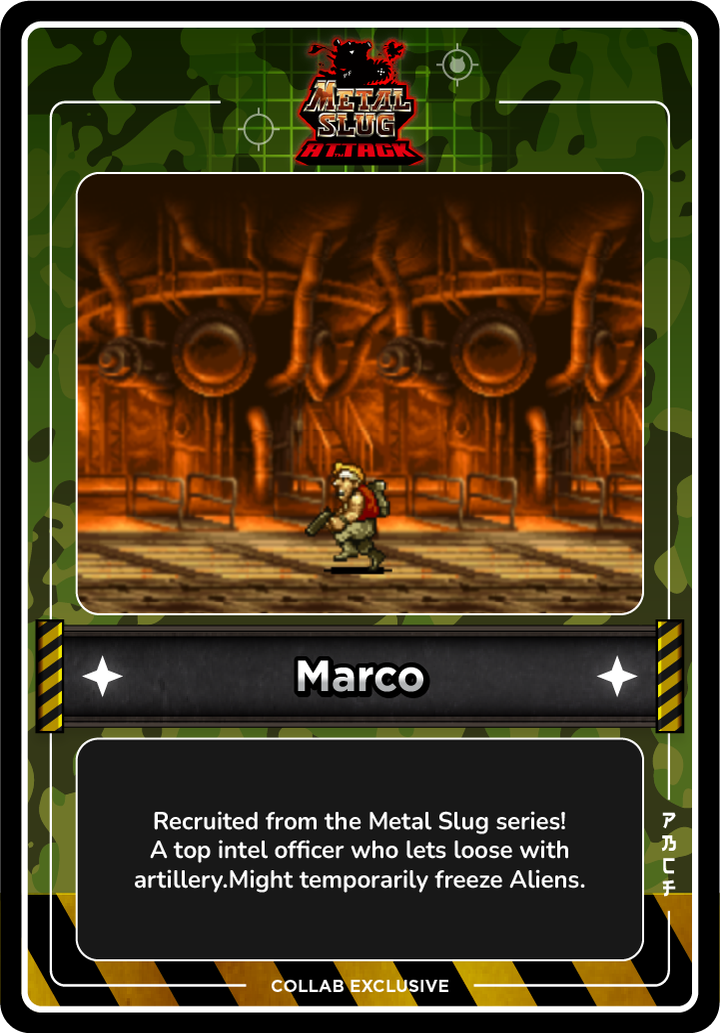 METAL
SLUG
ATTACK
Marco
Recruited from the Metal Slug series!
A top intel officer who lets loose with
artillery.Might temporarily freeze Aliens.
COLLAB EXCLUSIVE